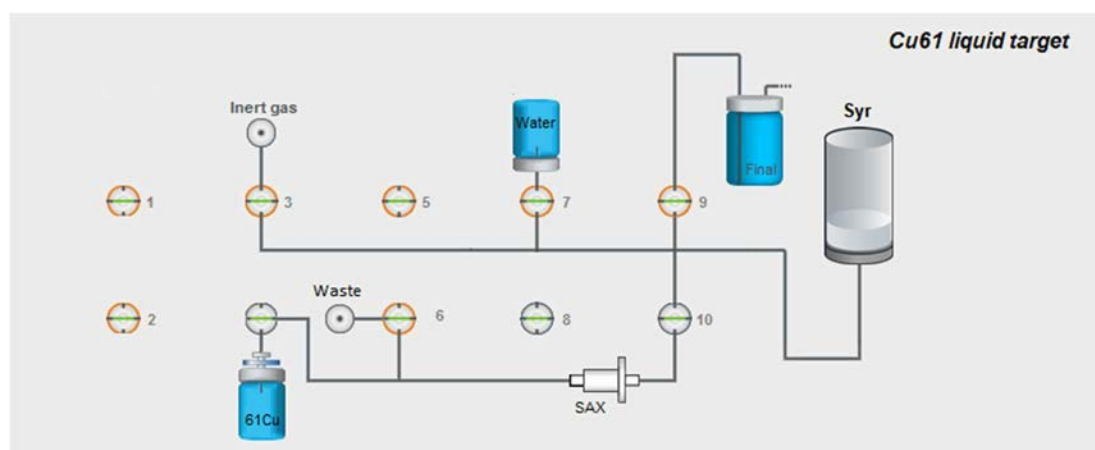 Cu61 liquid target
Inert gas
Water
Final
Syr
1
3
5
7
9
Waste
2
6
8
10
61Cu
SAX